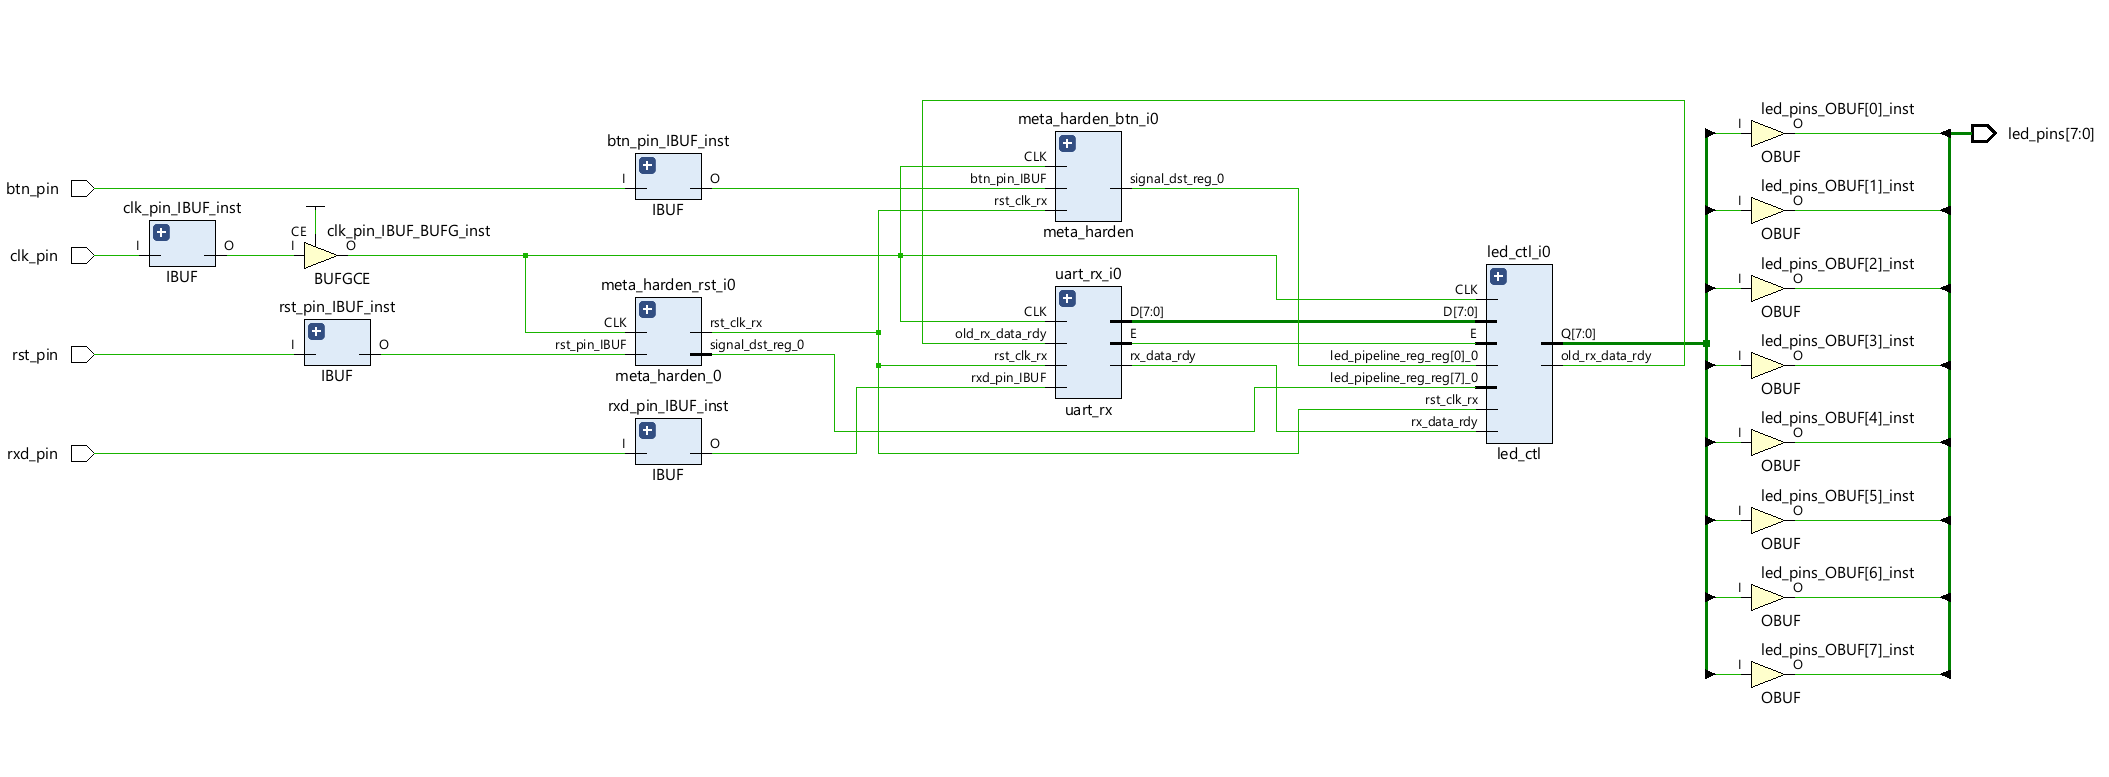 btn_pin
clk_pin
rst_pin
rxd_pin
clk_pin_IBUF_inst
I
O
IBUF
CE
clk_pin_IBUF_BUFG_inst
I
O
BUFGCE
rst_pin_IBUF_inst
I
O
IBUF
btn_pin_IBUF_inst
I
O
IBUF
meta_harden_rst_i0
CLK
rst_clk_rx
rst_pin_IBUF
signal_dst_reg_0
meta_harden_0
rxd_pin_IBUF_inst
I
O
IBUF
meta_harden_btn_i0
CLK
btn_pin_IBUF
signal_dst_reg_0
rst_clk_rx
meta_harden
uart_rx_i0
CLK
D[7:0]
old_rx_data_rdy
E
rst_clk_rx
rx_data_rdy
rxd_pin_IBUF
uart_rx
led_ctl_i0
CLK
D[7:0]
E
Q[7:0]
led_pipeline_reg_reg[0]_0
old_rx_data_rdy
led_pipeline_reg_reg[7]_0
rst_clk_rx
rx_data_rdy
led_ctl
led_pins_OBUF[0]_inst
I
O
OBUF
led_pins_OBUF[1]_inst
I
O
OBUF
led_pins_OBUF[2]_inst
I
O
OBUF
led_pins_OBUF[3]_inst
I
O
OBUF
led_pins_OBUF[4]_inst
I
O
OBUF
led_pins_OBUF[5]_inst
I
O
OBUF
led_pins_OBUF[6]_inst
I
O
OBUF
led_pins_OBUF[7]_inst
I
O
OBUF
led_pins[7:0]